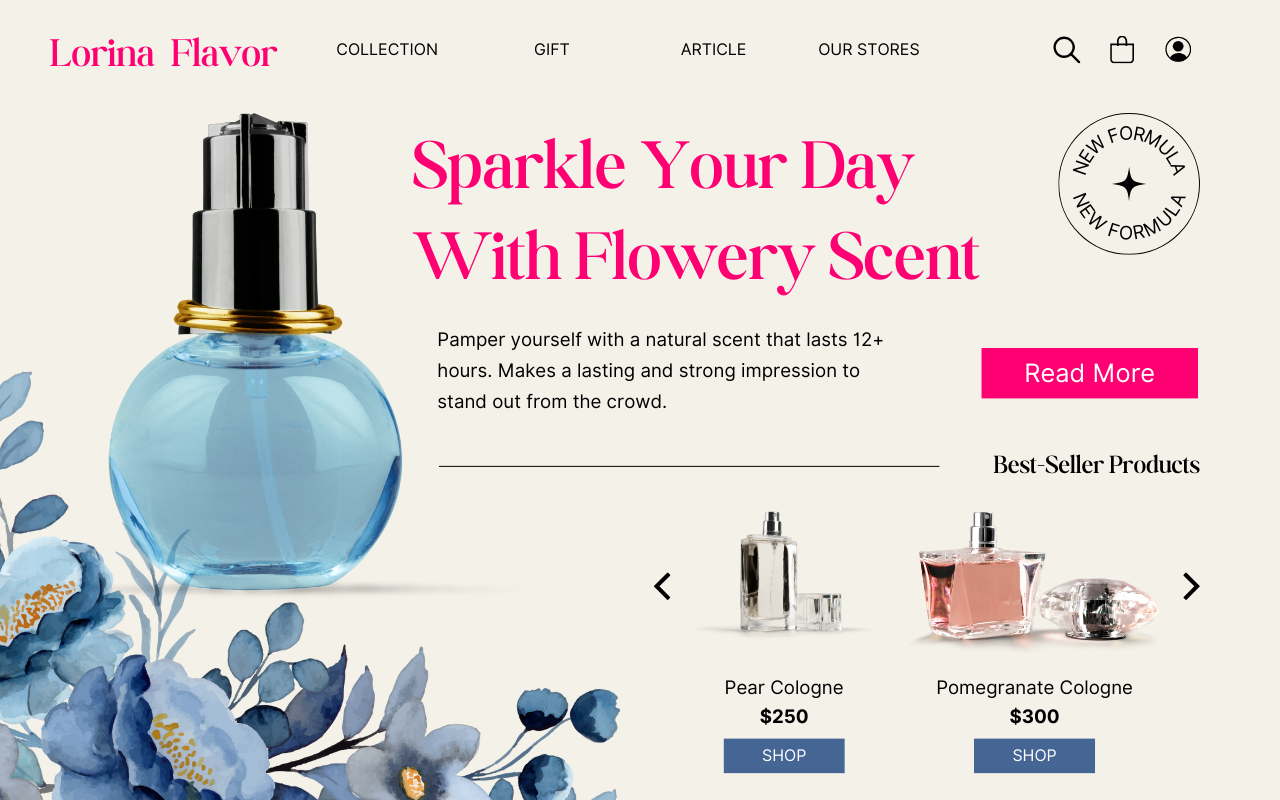 Lorina Flavor
COLLECTION
GIFT
ARTICLE
OUR STORES
Sparkle Your Day
With Flowery Scent
NEW FORMULA
NEW FORMULA
Pamper yourself with a natural scent that lasts 12+
hours. Makes a lasting and strong impression to
stand out from the crowd.
Read More
Best-Seller Products
Pear Cologne
$250
SHOP
Pomegranate Cologne
$300
SHOP